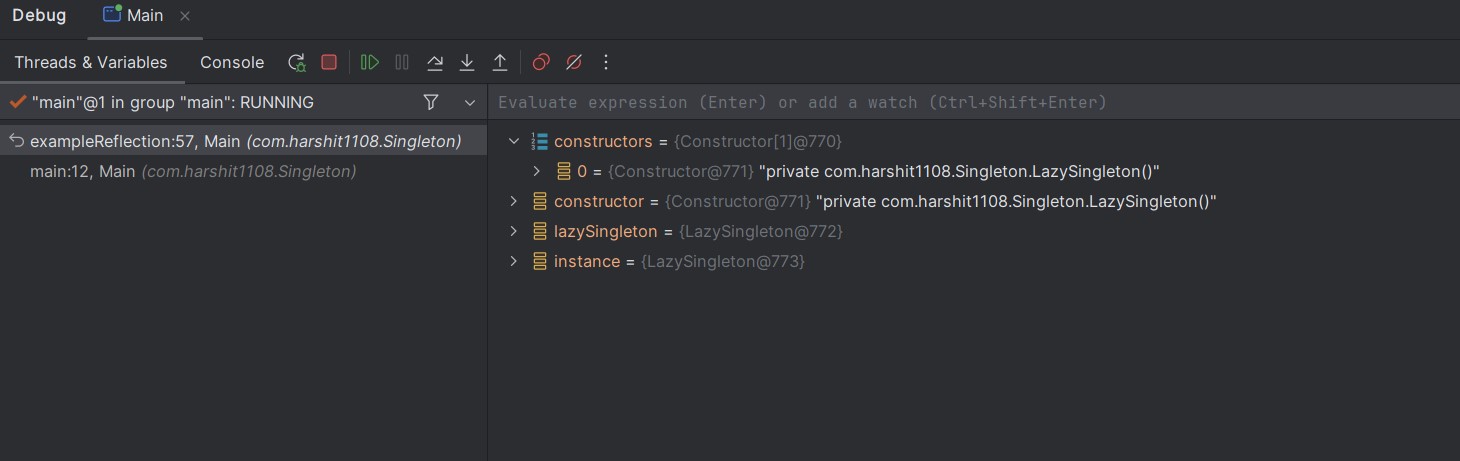 Debug Main
Threads & Variables Console
"main"@1 in group "main": RUNNING
Evaluate expression (Enter) or add a watch (Ctrl+Shift+Enter)
exampleReflection:57, Main (com.harshit1108.Singleton)
main:12, Main (com.harshit1108.Singleton)
constructors = {Constructor[1]@770}
0 = {Constructor@771} "private com.harshit1108.Singleton.LazySingleton()"
constructor = {Constructor@771} "private com.harshit1108.Singleton.LazySingleton()"
lazySingleton = {LazySingleton@772}
instance = {LazySingleton@773}